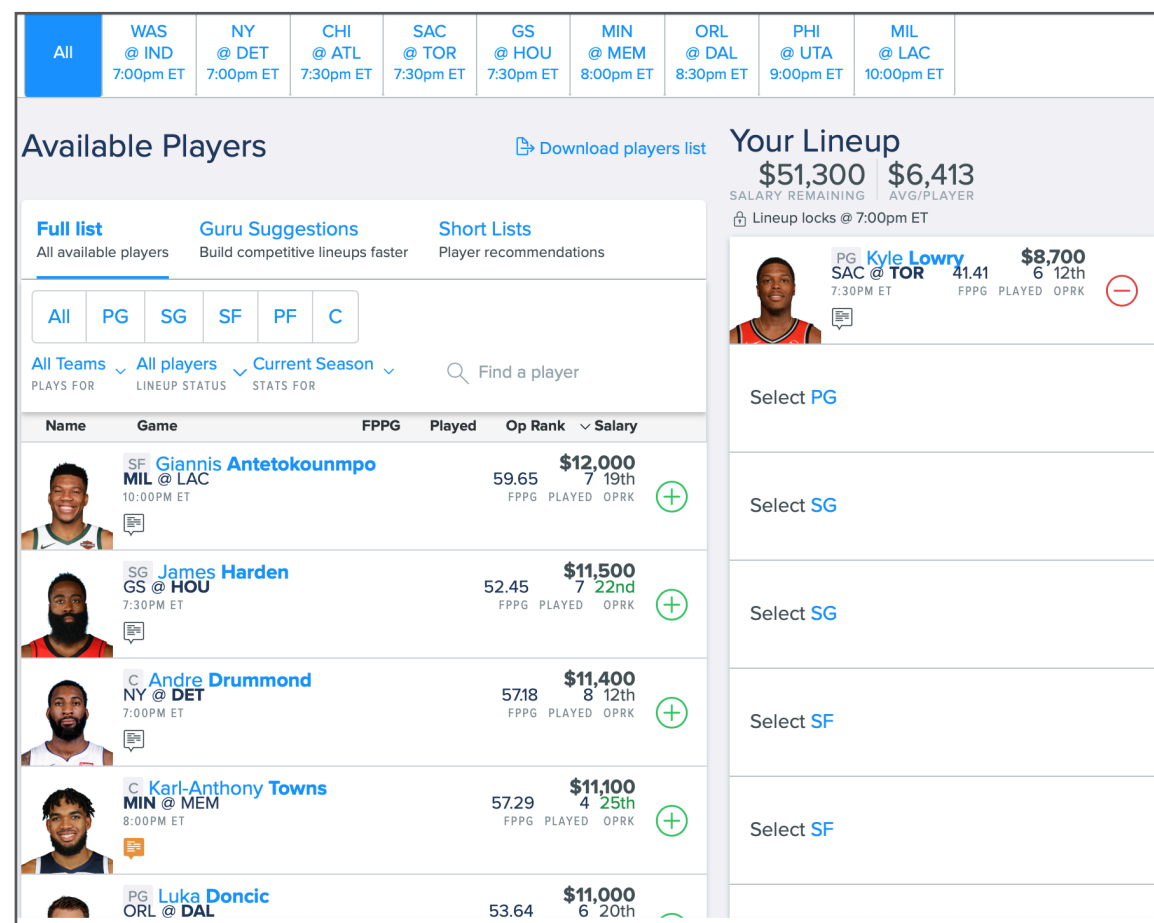 All
WAS
@ IND
7:00pm ET
NY
@ DET
7:00pm ET
CHI
@ ATL
7:30pm ET
SAC
@ TOR
7:30pm ET
GS
@ HOU
7:30pm ET
MIN
@ MEM
8:00pm ET
ORL
@ DAL
8:30pm ET
PHI
@ UTA
9:00pm ET
MIL
@ LAC
10:00pm ET
Available Players
Download players list
Full list
All available players
Guru Suggestions
Build competitive lineups faster
Short Lists
Player recommendations
All PG SG SF PF C
All Teams
PLAYS FOR
All players
LINEUP STATUS
Current Season
STATS FOR
Find a player
Name Game FPPG Played Op Rank Salary
SF Giannis Antetokounmpo $12,000
MIL @ LAC 59.65 7 19th
10:00PM ET FPPG PLAYED OPRK
SG James Harden $11,500
GS @ HOU 52.45 7 22nd
7:30PM ET FPPG PLAYED OPRK
C Andre Drummond $11,400
NY @ DET 57.18 8 12th
7:00PM ET FPPG PLAYED OPRK
C Karl-Anthony Towns $11,100
MIN @ MEM 57.29 4 25th
8:00PM ET FPPG PLAYED OPRK
PG Luka Doncic $11,000
ORL @ DAL 53.64 6 20th
Your Lineup
$51,300 $6,413
SALARY REMAINING AVG/PLAYER
Lineup locks @ 7:00pm ET
PG Kyle Lowry $8,700
SAC @ TOR 41.41 6 12th
7:30PM ET FPPG PLAYED OPRK
Select PG
Select SG
Select SG
Select SF
Select SF